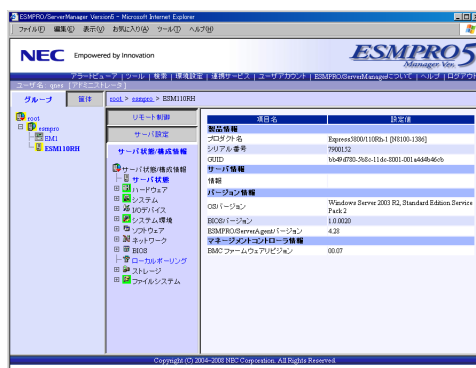 ESMPRO/ServerManager Version5 - Microsoft Internet Explorer
ファイル(F) 編集(E) 表示(V) お気に入り(A) ツール(T) ヘルプ(H)
NEC Empowered by Innovation
ESMPRO5
Manager Ver.
アラートビューア | ツール | 検索 | 環境設定 | 連携サービス | ユーザアカウント | ESMPRO/ServerManagerについて | ヘルプ | ログアウト
グループ 筐体
root > esmpro > ESM110RH
root
esmpro
EM1
ESM110RH
リモート制御
サーバ設定
サーバ状態/構成情報
サーバ状態/構成情報
サーバ状態
ハードウェア
システム
I/Oデバイス
システム環境
ソフトウェア
ネットワーク
BIOS
ローカルポーリング
ストレージ
ファイルシステム
項目名 設定値
製品情報
プロダクト名 Express5800/110Rh-1 [N8100-1386]
シリアル番号 7900152
GUID
サーバ情報
情報
バージョン情報
OSバージョン Windows Server 2003 R2, Standard Edition Service Pack 2
BIOSバージョン 1.0.0020
ESMPRO/ServerAgentバージョン 4.28
マネージメントコントローラ情報
BMC ファームウェアリビジョン 00.07
Copyright (C) 2004-2008 NEC Corporation. All Rights Reserved.